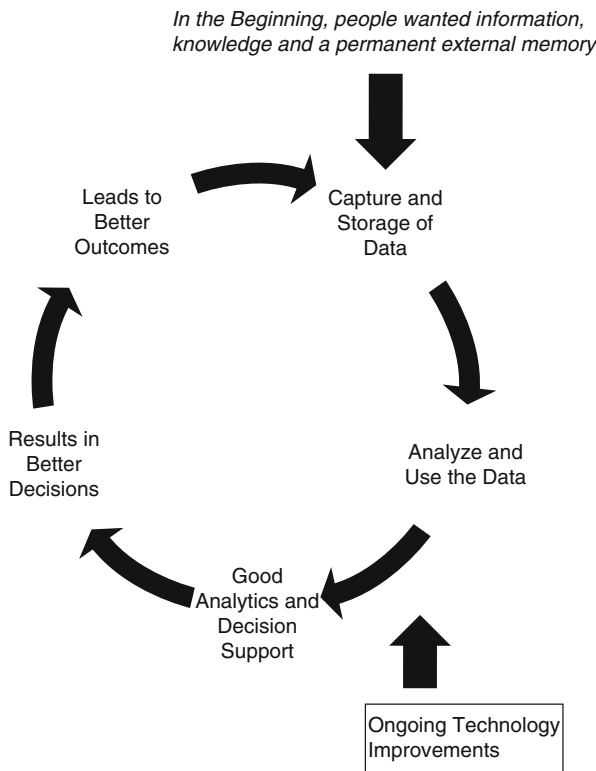 In the Beginning, people wanted information,
knowledge and a permanent external memory
Capture and
Storage of
Data
Analyze and
Use the Data
Good
Analytics and
Decision
Support
Results in
Better
Decisions
Leads to
Better
Outcomes
Ongoing Technology
Improvements